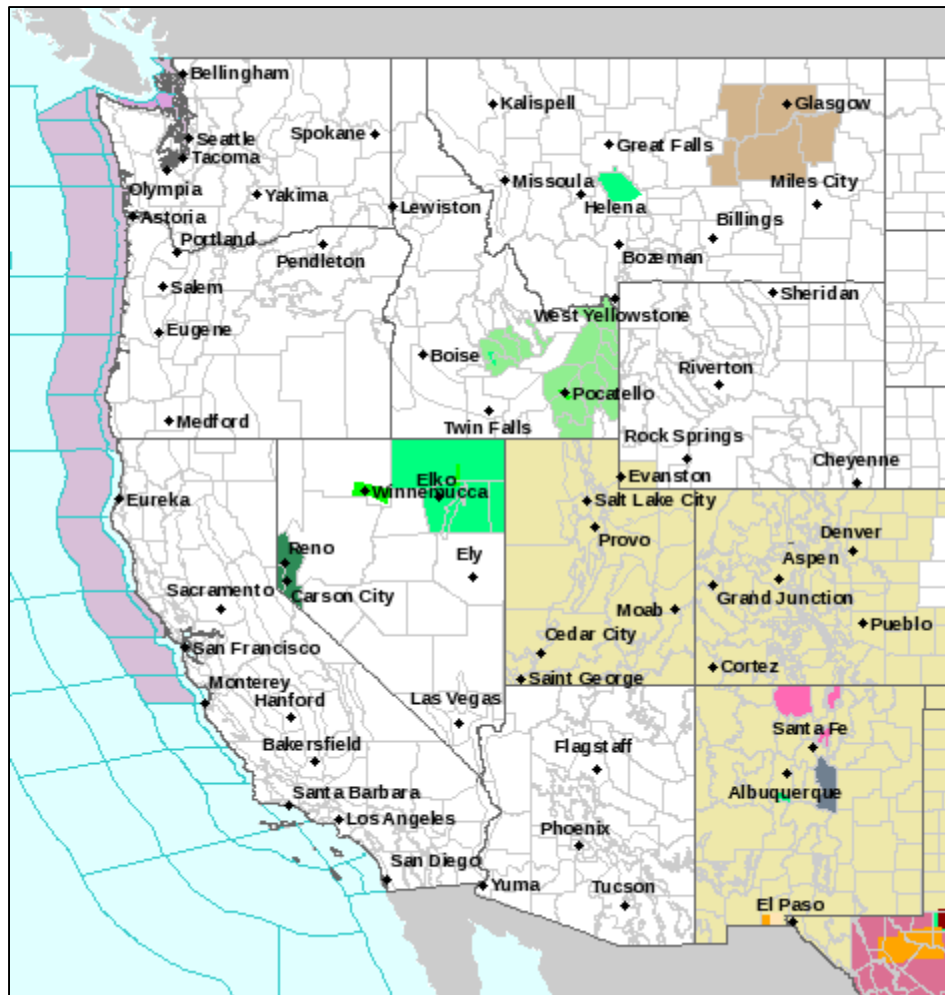 Bellingham
Kalispell
Glasgow
Seattle
Spokane
Great Falls
Tacoma
Olympia
Missoula
Miles City
Yakima
Lewiston
Helena
Astoria
Billings
Portland
Bozeman
Pendleton
Salem
Sheridan
West Yellowstone
Eugene
Boise
Riverton
Pocatello
Medford
Twin Falls
Rock Springs
Cheyenne
Elko
Evanston
Winnemucca
Eureka
Salt Lake City
Provo
Denver
Reno
Ely
Aspen
Sacramento
Carson City
Grand Junction
Moab
Pueblo
Cedar City
San Francisco
Cortez
Saint George
Monterey
Hanford
Las Vegas
Santa Fe
Bakersfield
Flagstaff
Albuquerque
Santa Barbara
Los Angeles
Phoenix
San Diego
Yuma
Tucson
El Paso